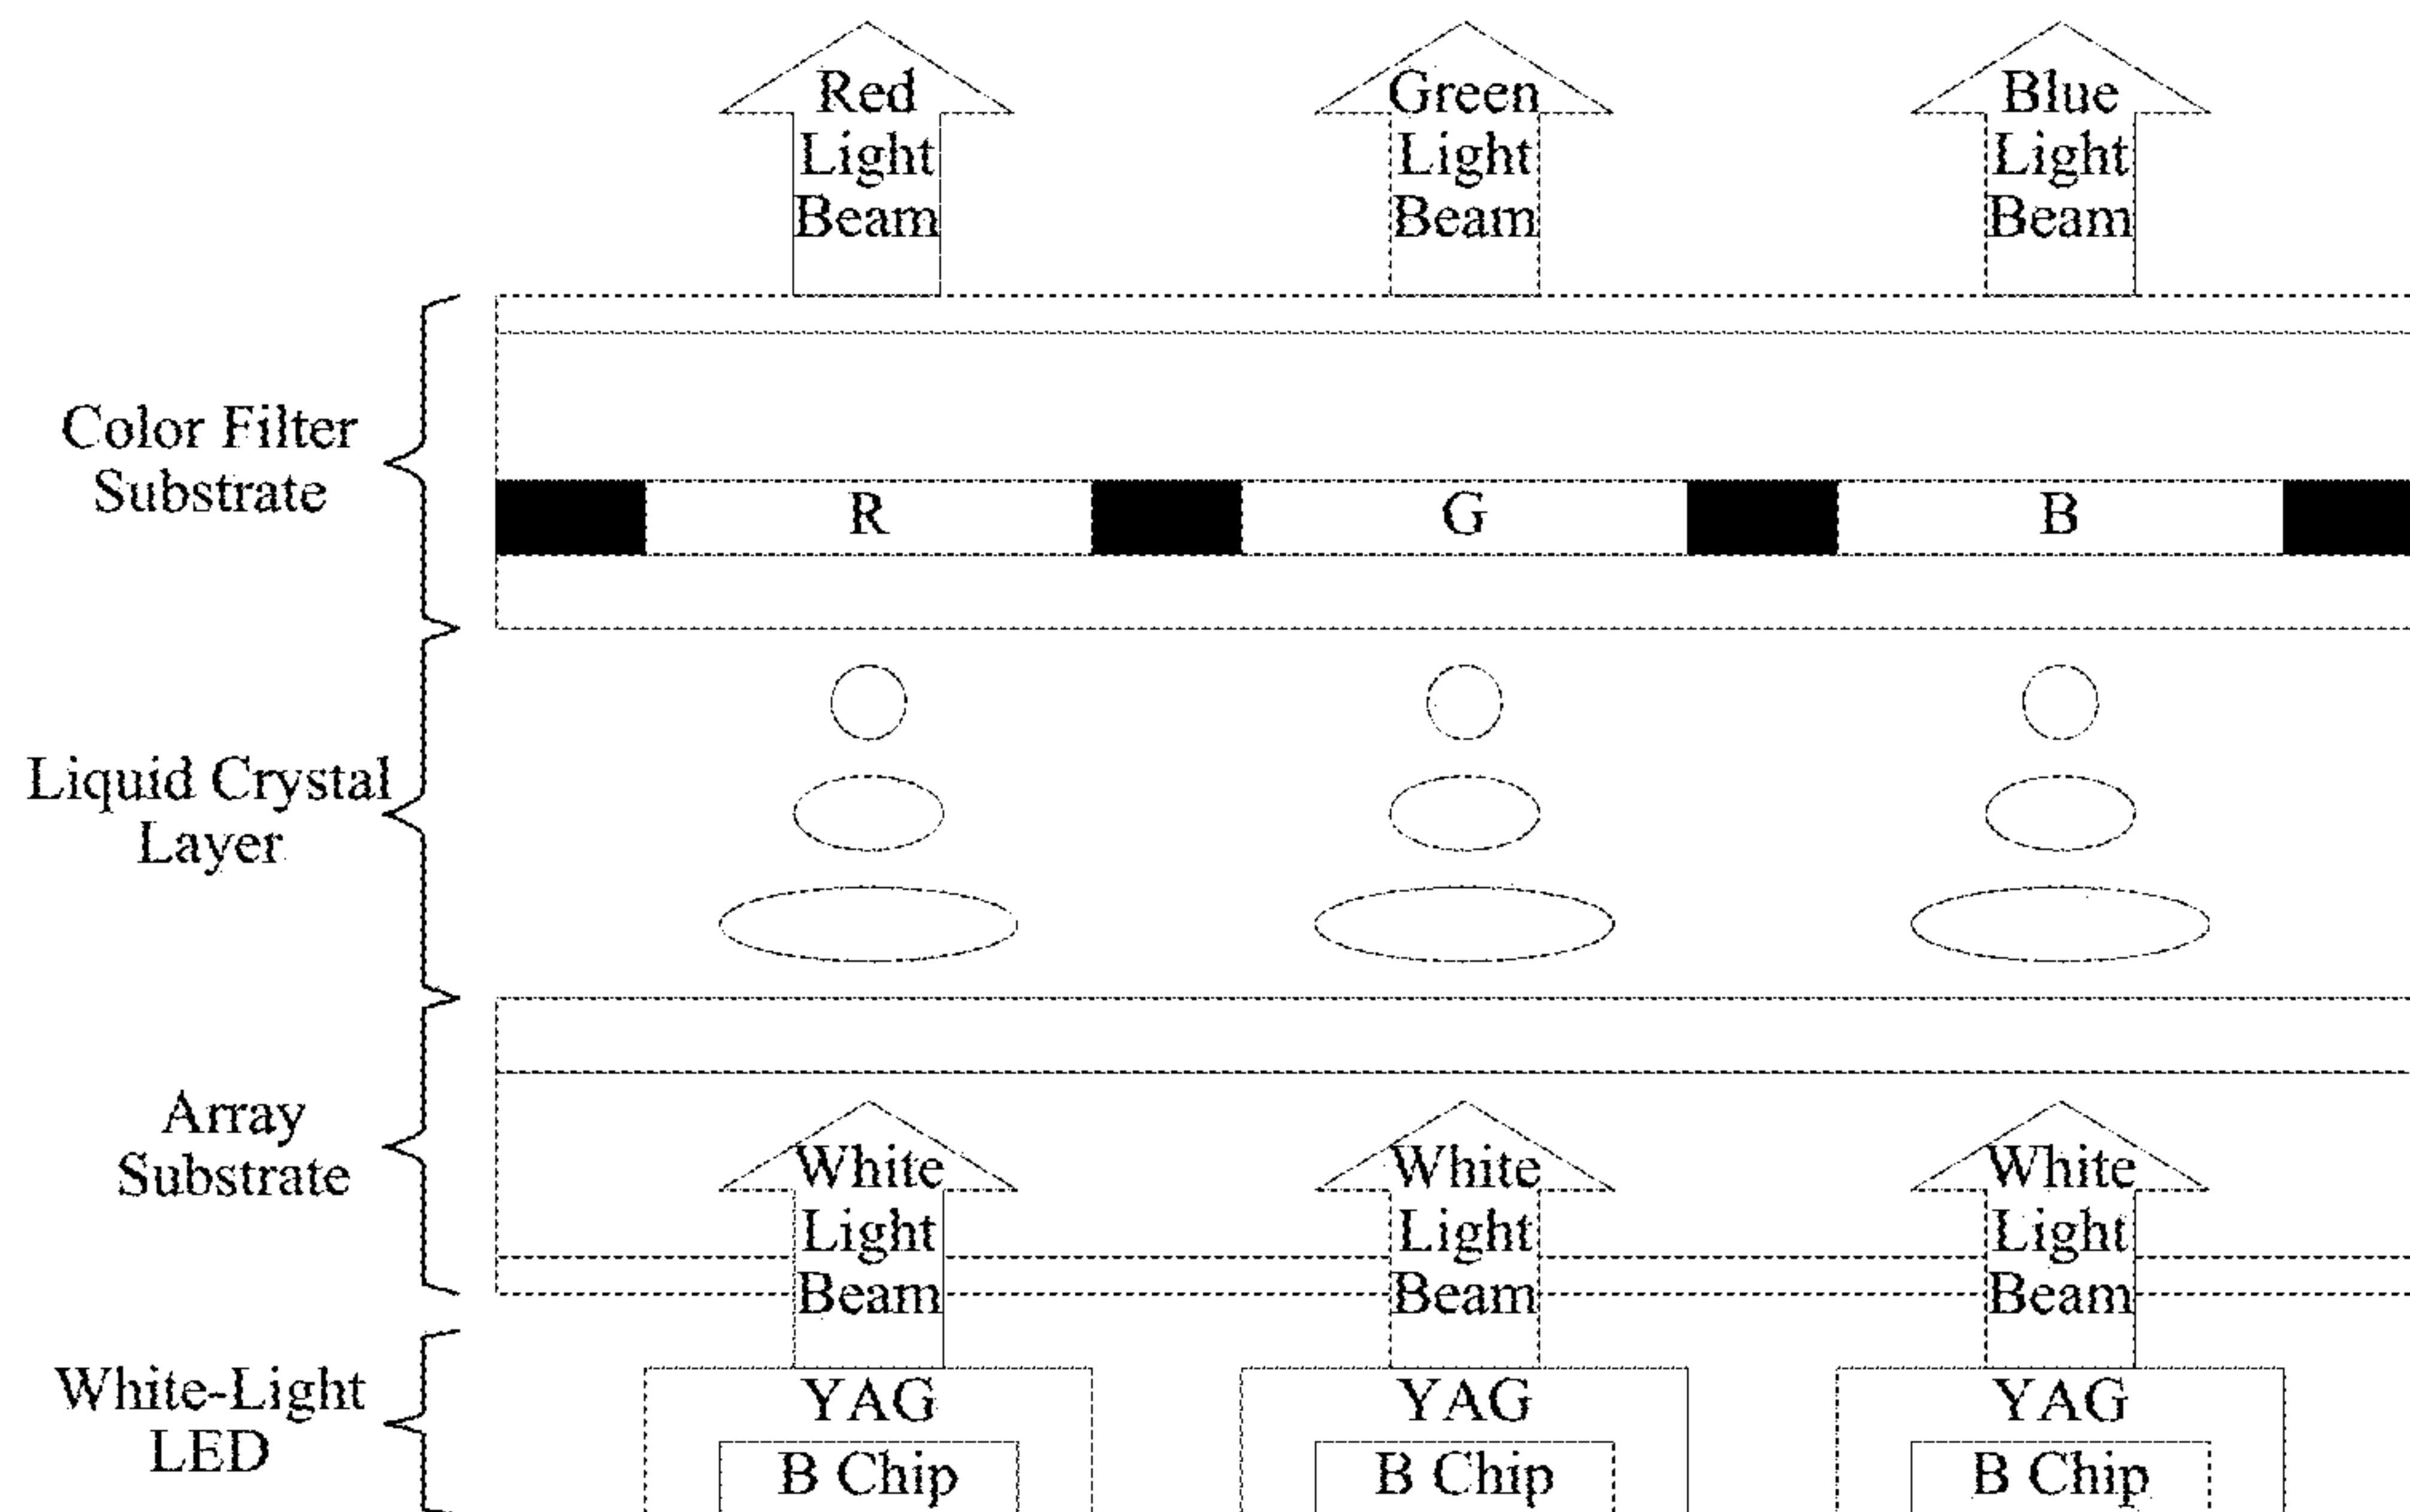 Red
Light
Beam
Green
Light
Beam
Blue
Light
Beam
Color Filter
Substrate
R
G
B
Liquid Crystal
Layer
Array
Substrate
White
Light
Beam
White
Light
Beam
White
Light
Beam
White-Light
LED
YAG
B Chip
YAG
B Chip
YAG
B Chip